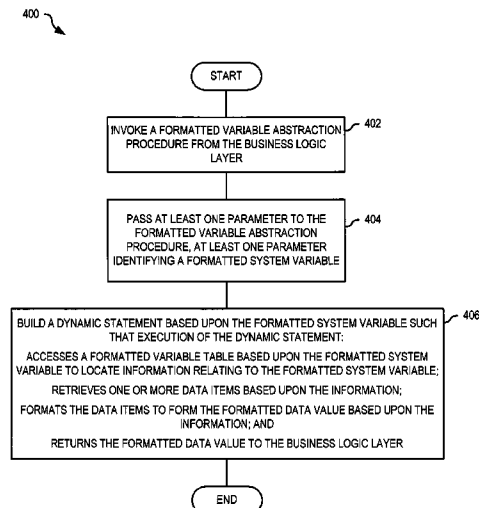 400
START
INVOKE A FORMATTED VARIABLE ABSTRACTION
PROCEDURE FROM THE BUSINESS LOGIC
LAYER
402
PASS AT LEAST ONE PARAMETER TO THE
FORMATTED VARIABLE ABSTRACTION
PROCEDURE, AT LEAST ONE PARAMETER
IDENTIFYING A FORMATTED SYSTEM VARIABLE
404
BUILD A DYNAMIC STATEMENT BASED UPON THE FORMATTED SYSTEM VARIABLE SUCH
THAT EXECUTION OF THE DYNAMIC STATEMENT:
ACCESSES A FORMATTED VARIABLE TABLE BASED UPON THE FORMATTED SYSTEM
VARIABLE TO LOCATE INFORMATION RELATING TO THE FORMATTED SYSTEM VARIABLE;
RETRIEVES ONE OR MORE DATA ITEMS BASED UPON THE INFORMATION;
FORMATS THE DATA ITEMS TO FORM THE FORMATTED DATA VALUE BASED UPON THE
INFORMATION; AND
RETURNS THE FORMATTED DATA VALUE TO THE BUSINESS LOGIC LAYER
406
END